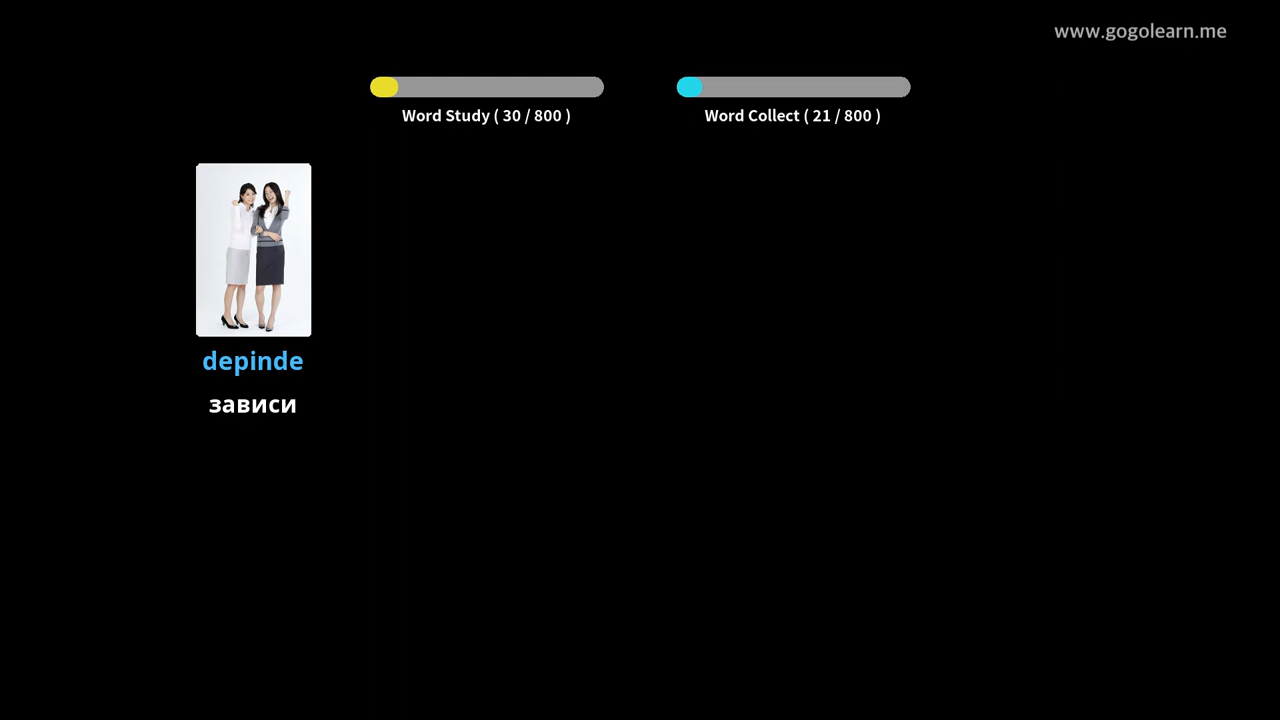 www.gogolearn.me
Word Study ( 30 / 800 )
Word Collect ( 21 / 800 )
depinde
зависи